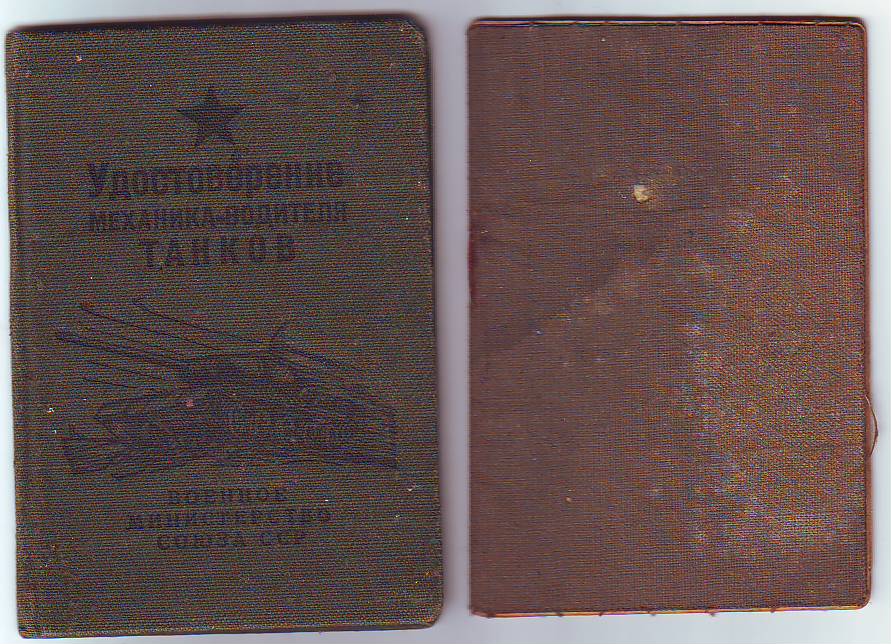 Удостоверение
МЕХАНИКА-ВОДИТЕЛЯ
ТАНКОВ
ВОЕННОЕ
МИНИСТЕРСТВО
СОЮЗА ССР